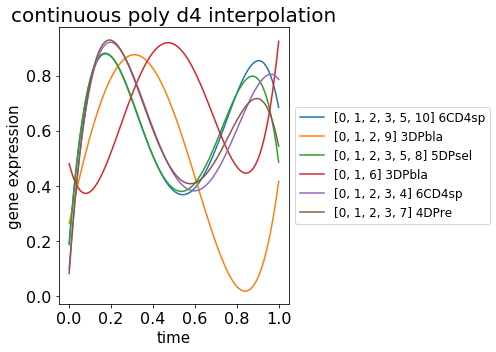 continuous poly d4 interpolation
gene expression
0.8
0.6
0.4
0.2
0.0
0.0 0.2 0.4 0.6 0.8 1.0
time
[0, 1, 2, 3, 5, 10] 6CD4sp
[0, 1, 2, 9] 3DPbla
[0, 1, 2, 3, 5, 8] 5DPsel
[0, 1, 6] 3DPbla
[0, 1, 2, 3, 4] 6CD4sp
[0, 1, 2, 3, 7] 4DPre